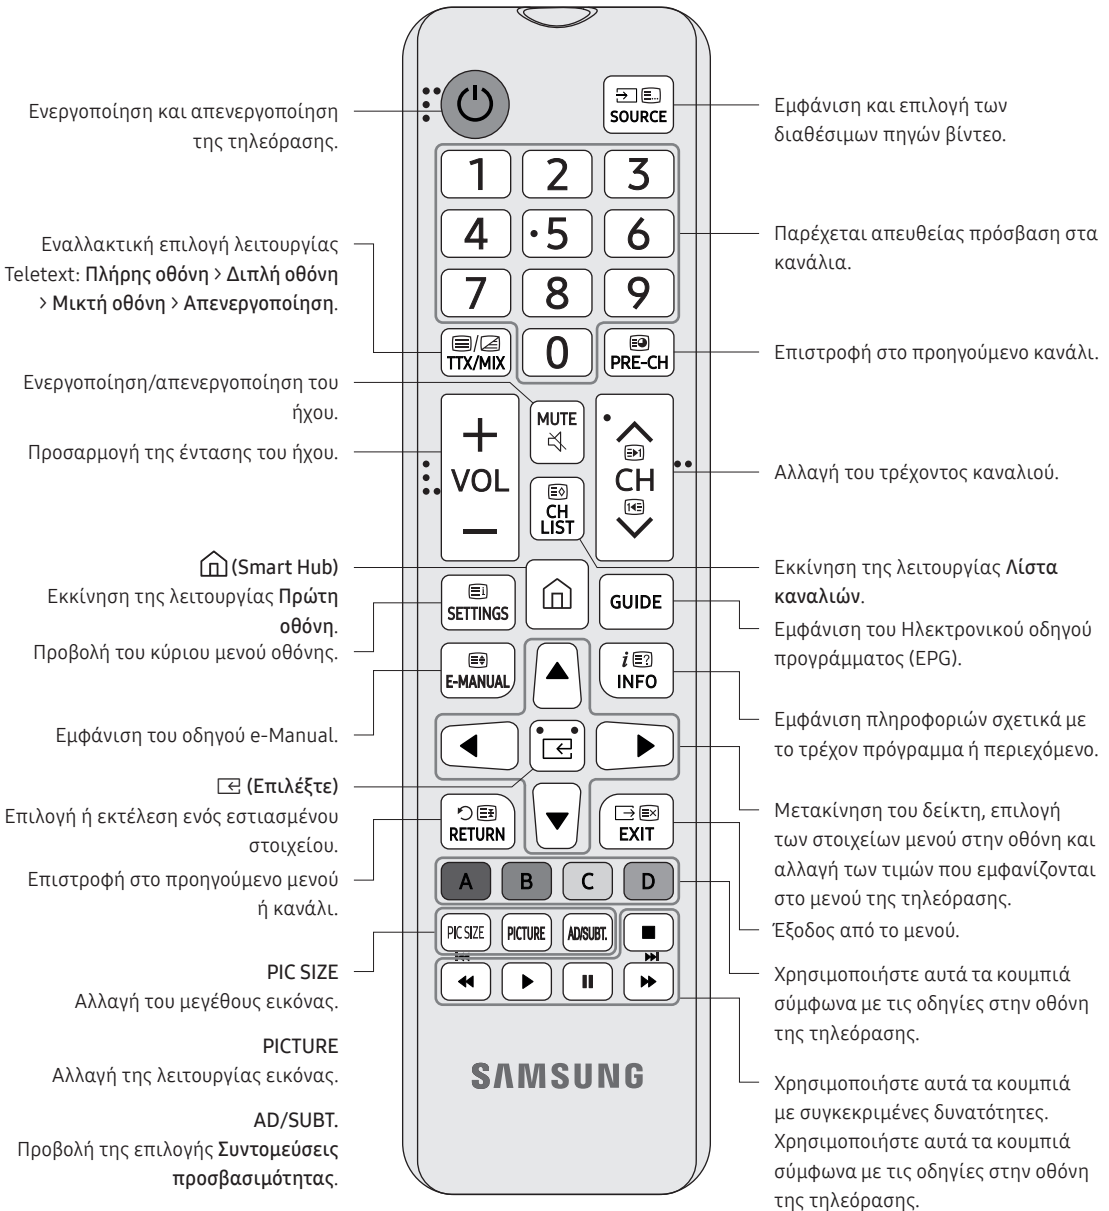 Ενεργοποίηση και απενεργοποίηση
της τηλεόρασης.
Εναλλακτική επιλογή λειτουργίας
Teletext: Πλήρης οθόνη > Διπλή οθόνη
> Μικτή οθόνη > Απενεργοποίηση.
Ενεργοποίηση/απενεργοποίηση του
ήχου.
Προσαρμογή της έντασης του ήχου.
(Smart Hub)
Εκκίνηση της λειτουργίας Πρώτη
οθόνη.
Προβολή του κύριου μενού οθόνης.
Εμφάνιση του οδηγού e-Manual.
(Επιλέξτε)
Επιλογή ή εκτέλεση ενός εστιασμένου
στοιχείου.
Επιστροφή στο προηγούμενο μενού
ή κανάλι.
PIC SIZE
Αλλαγή του μεγέθους εικόνας.
PICTURE
Αλλαγή της λειτουργίας εικόνας.
AD/SUBT.
Προβολή της επιλογής Συντομεύσεις
προσβασιμότητας.
SOURCE
1 2 3
4 5 6
7 8 9
TTX/MIX 0 PRE-CH
MUTE
+
VOL
−
CH
CH
LIST
SETTINGS
GUIDE
E-MANUAL
INFO
RETURN
EXIT
A B C D
PIC SIZE PICTURE AD/SUBT.
SAMSUNG
Εμφάνιση και επιλογή των
διαθέσιμων πηγών βίντεο.
Παρέχεται απευθείας πρόσβαση στα
κανάλια.
Επιστροφή στο προηγούμενο κανάλι.
Αλλαγή του τρέχοντος καναλιού.
Εκκίνηση της λειτουργίας Λίστα
καναλιών.
Εμφάνιση του Ηλεκτρονικού οδηγού
προγράμματος (EPG).
Εμφάνιση πληροφοριών σχετικά με
το τρέχον πρόγραμμα ή περιεχόμενο.
Μετακίνηση του δείκτη, επιλογή
των στοιχείων μενού στην οθόνη και
αλλαγή των τιμών που εμφανίζονται
στο μενού της τηλεόρασης.
Έξοδος από το μενού.
Χρησιμοποιήστε αυτά τα κουμπιά
σύμφωνα με τις οδηγίες στην οθόνη
της τηλεόρασης.
Χρησιμοποιήστε αυτά τα κουμπιά
με συγκεκριμένες δυνατότητες.
Χρησιμοποιήστε αυτά τα κουμπιά
σύμφωνα με τις οδηγίες στην οθόνη
της τηλεόρασης.